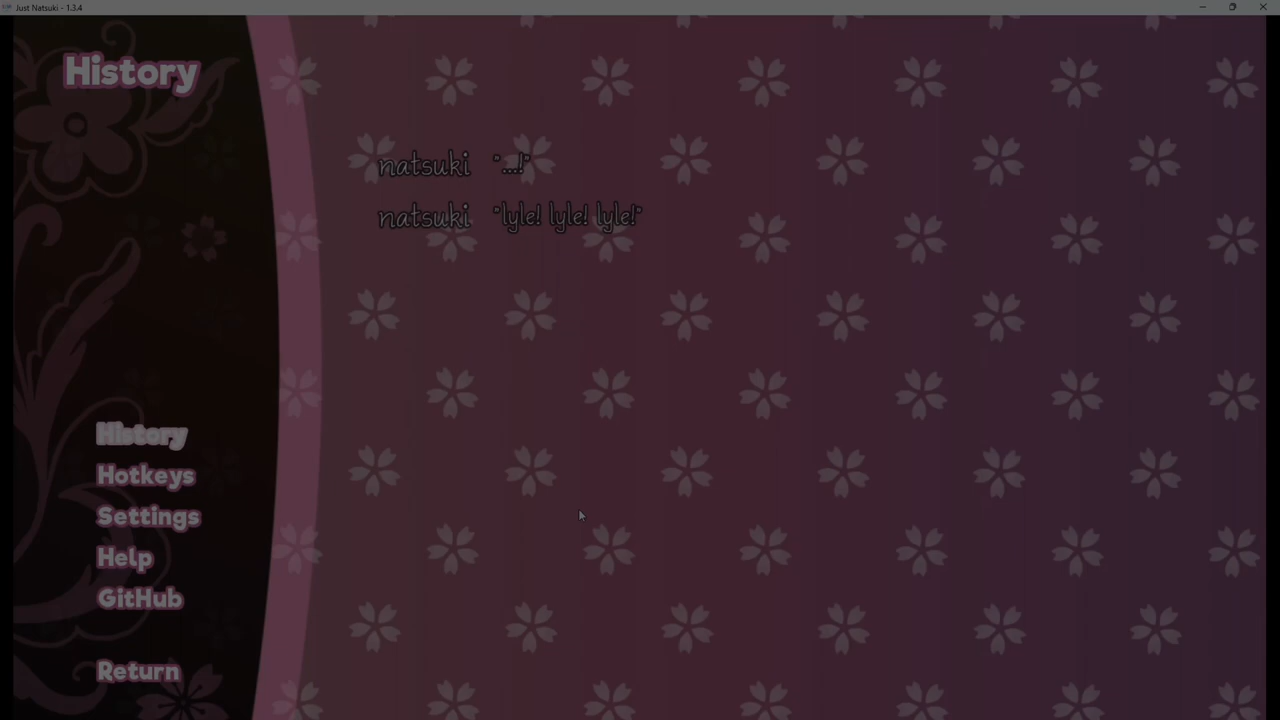 Just Natsuki - 1.3.4
History
natsuki "...!"
natsuki "lyle! lyle! lyle!"
History
Hotkeys
Settings
Help
GitHub
Return